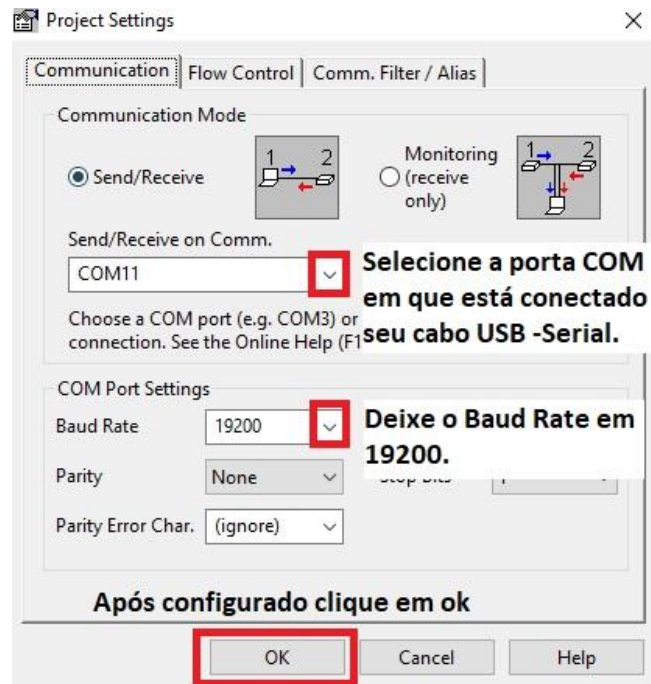 Project Settings
Communication
Flow Control
Comm. Filter / Alias
Communication Mode
Send/Receive
1 2
Monitoring
(receive
only)
1 2
Send/Receive on Comm.
COM11
Selecione a porta COM
em que está conectado
seu cabo USB -Serial.
Choose a COM port (e.g. COM3) or
connection. See the Online Help (F1
COM Port Settings
Baud Rate
19200
Deixe o Baud Rate em
19200.
Parity
None
Parity Error Char.
(ignore)
Após configurado clique em ok
OK
Cancel
Help